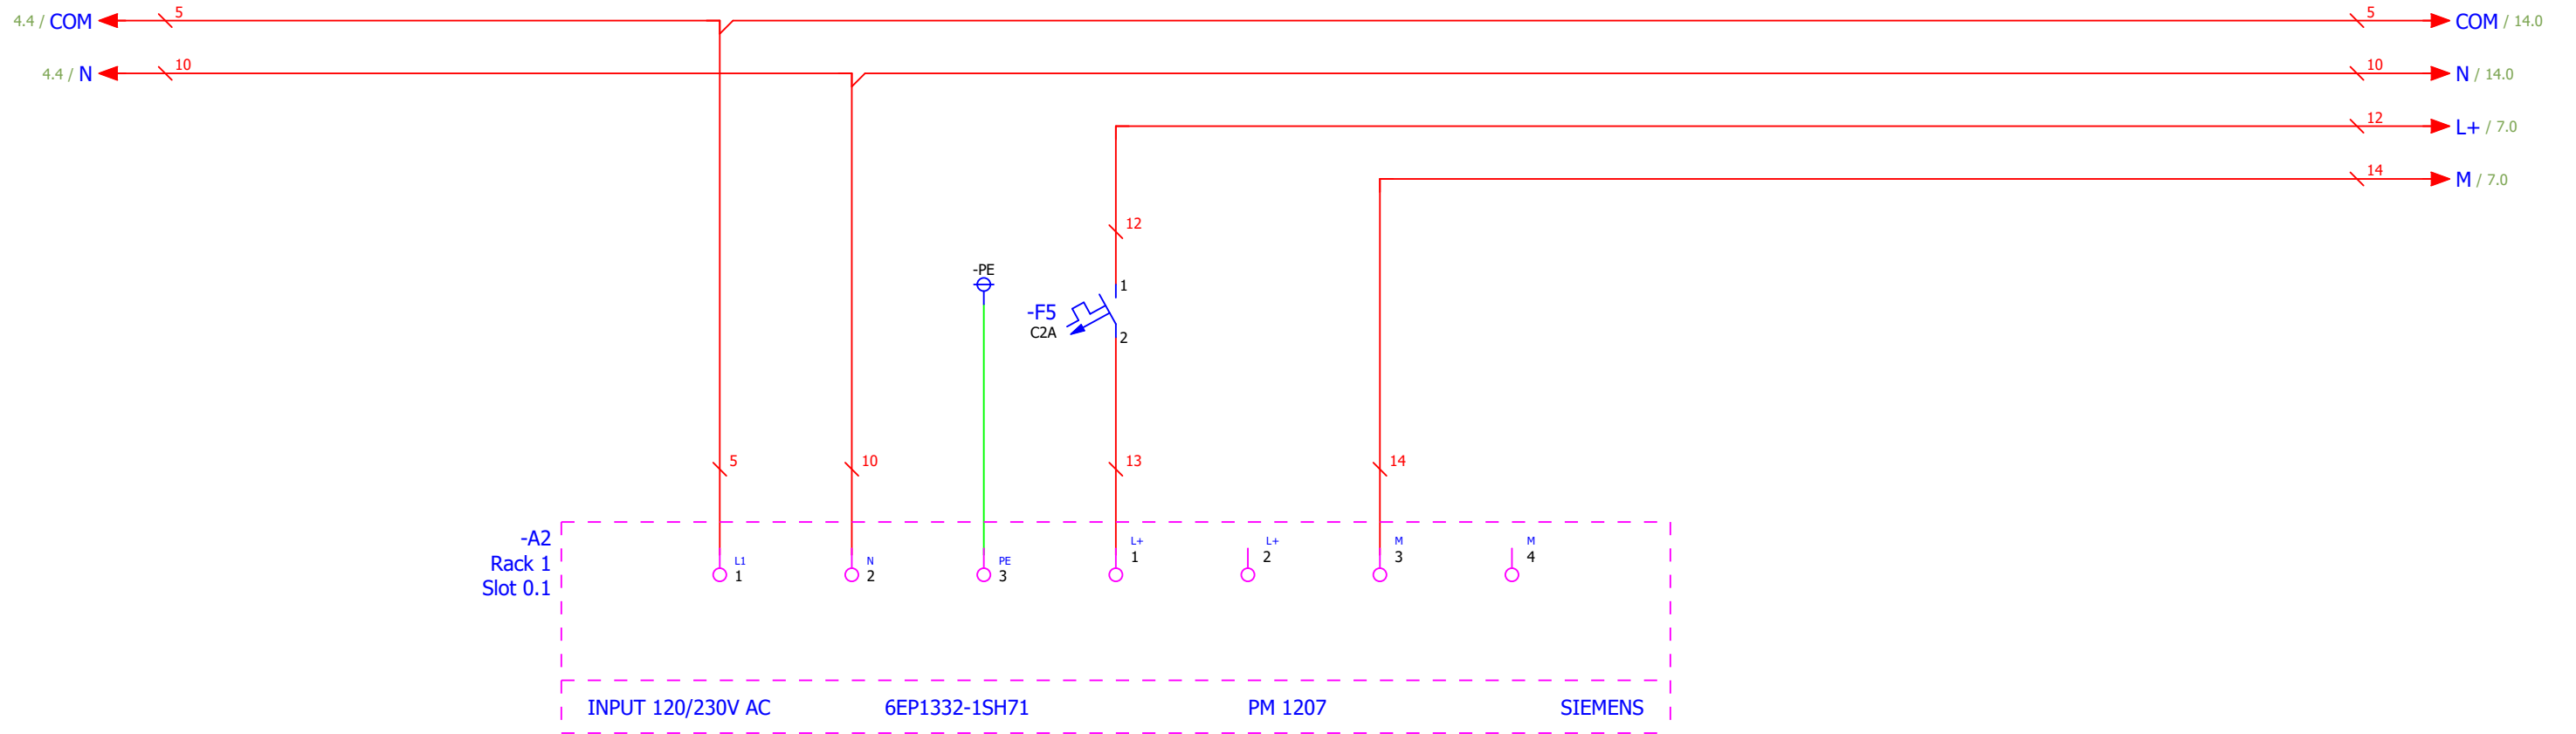 4.4 / COM 5 5 COM / 14.0
4.4 / N 10 10 N / 14.0
12 L+ / 7.0
14 M / 7.0
12
-PE
1
-F5
C2A
2
5 10 13 14
-A2
Rack 1
Slot 0.1
L1 N PE L+ L+ M M
1 2 3 1 2 3 4
INPUT 120/230V AC 6EP1332-1SH71 PM 1207 SIEMENS